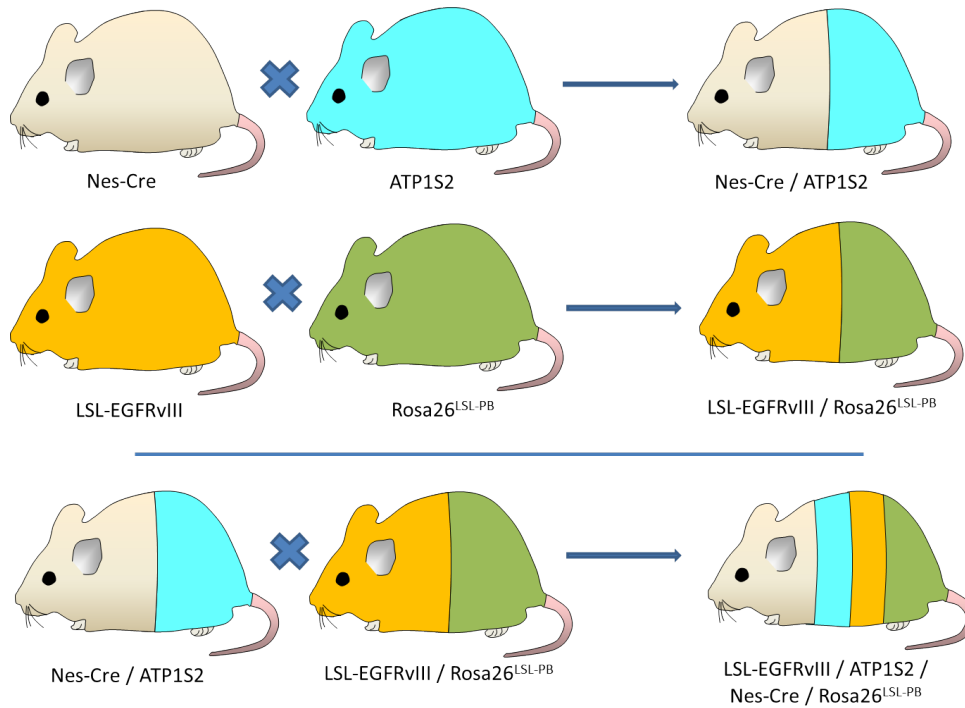 Nes-Cre
ATP1S2
Nes-Cre / ATP1S2
LSL-EGFRvIII
Rosa26LSL-PB
LSL-EGFRvIII / Rosa26LSL-PB
Nes-Cre / ATP1S2
LSL-EGFRvIII / Rosa26LSL-PB
LSL-EGFRvIII / ATP1S2 /
Nes-Cre / Rosa26LSL-PB